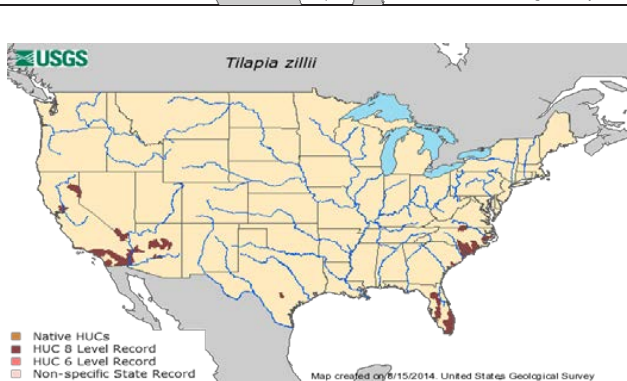 USGS
Tilapia zillii
Native HUCs
HUC 8 Level Record
HUC 6 Level Record
Non-specific State Record
Map created on 8/15/2014. United States Geological Survey